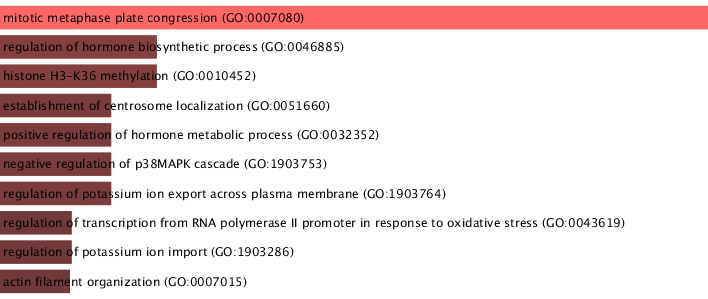 mitotic metaphase plate congression (GO:0007080)
regulation of hormone biosynthetic process (GO:0046885)
histone H3-K36 methylation (GO:0010452)
establishment of centrosome localization (GO:0051660)
positive regulation of hormone metabolic process (GO:0032352)
negative regulation of p38MAPK cascade (GO:1903753)
regulation of potassium ion export across plasma membrane (GO:1903764)
regulation of transcription from RNA polymerase II promoter in response to oxidative stress (GO:0043619)
regulation of potassium ion import (GO:1903286)
actin filament organization (GO:0007015)